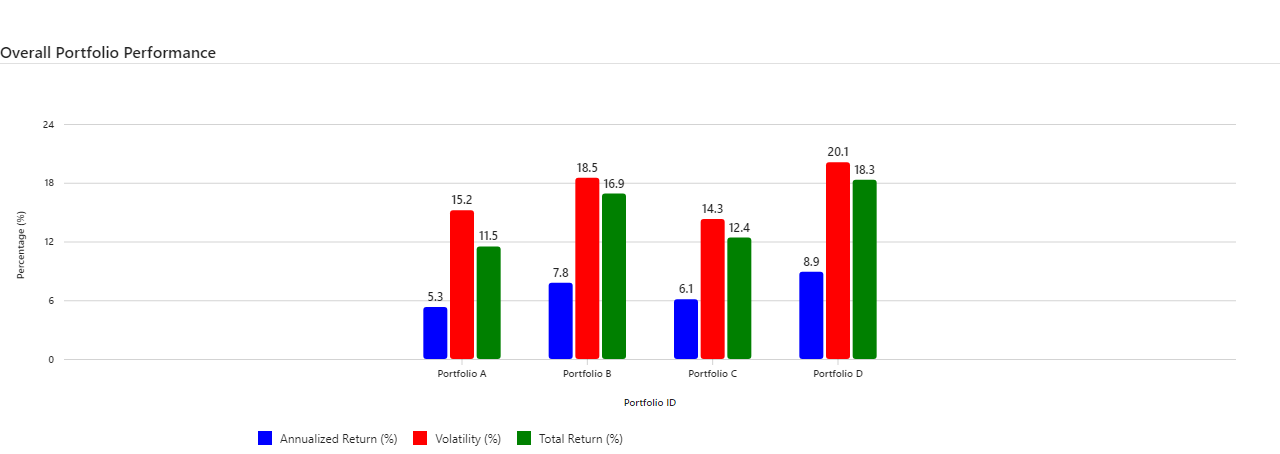 Overall Portfolio Performance
24
18
12
6
0
Percentage (%)
5.3
15.2
11.5
7.8
18.5
16.9
6.1
14.3
12.4
8.9
20.1
18.3
Portfolio A
Portfolio B
Portfolio C
Portfolio D
Portfolio ID
Annualized Return (%)
Volatility (%)
Total Return (%)